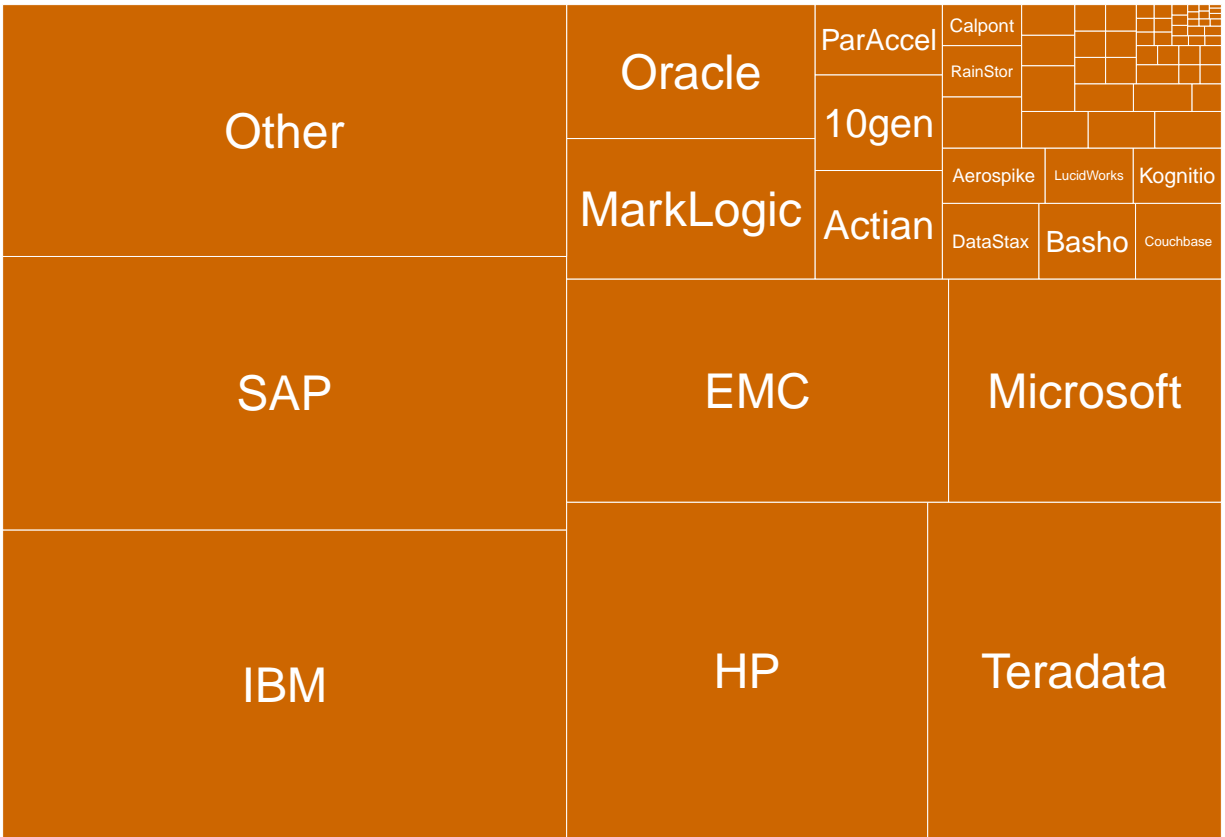 Other
SAP
IBM
Oracle
MarkLogic
ParAccel
10gen
Actian
Calpont
RainStor
Aerospike
LucidWorks
Kognitio
DataStax
Basho
Couchbase
EMC
Microsoft
HP
Teradata